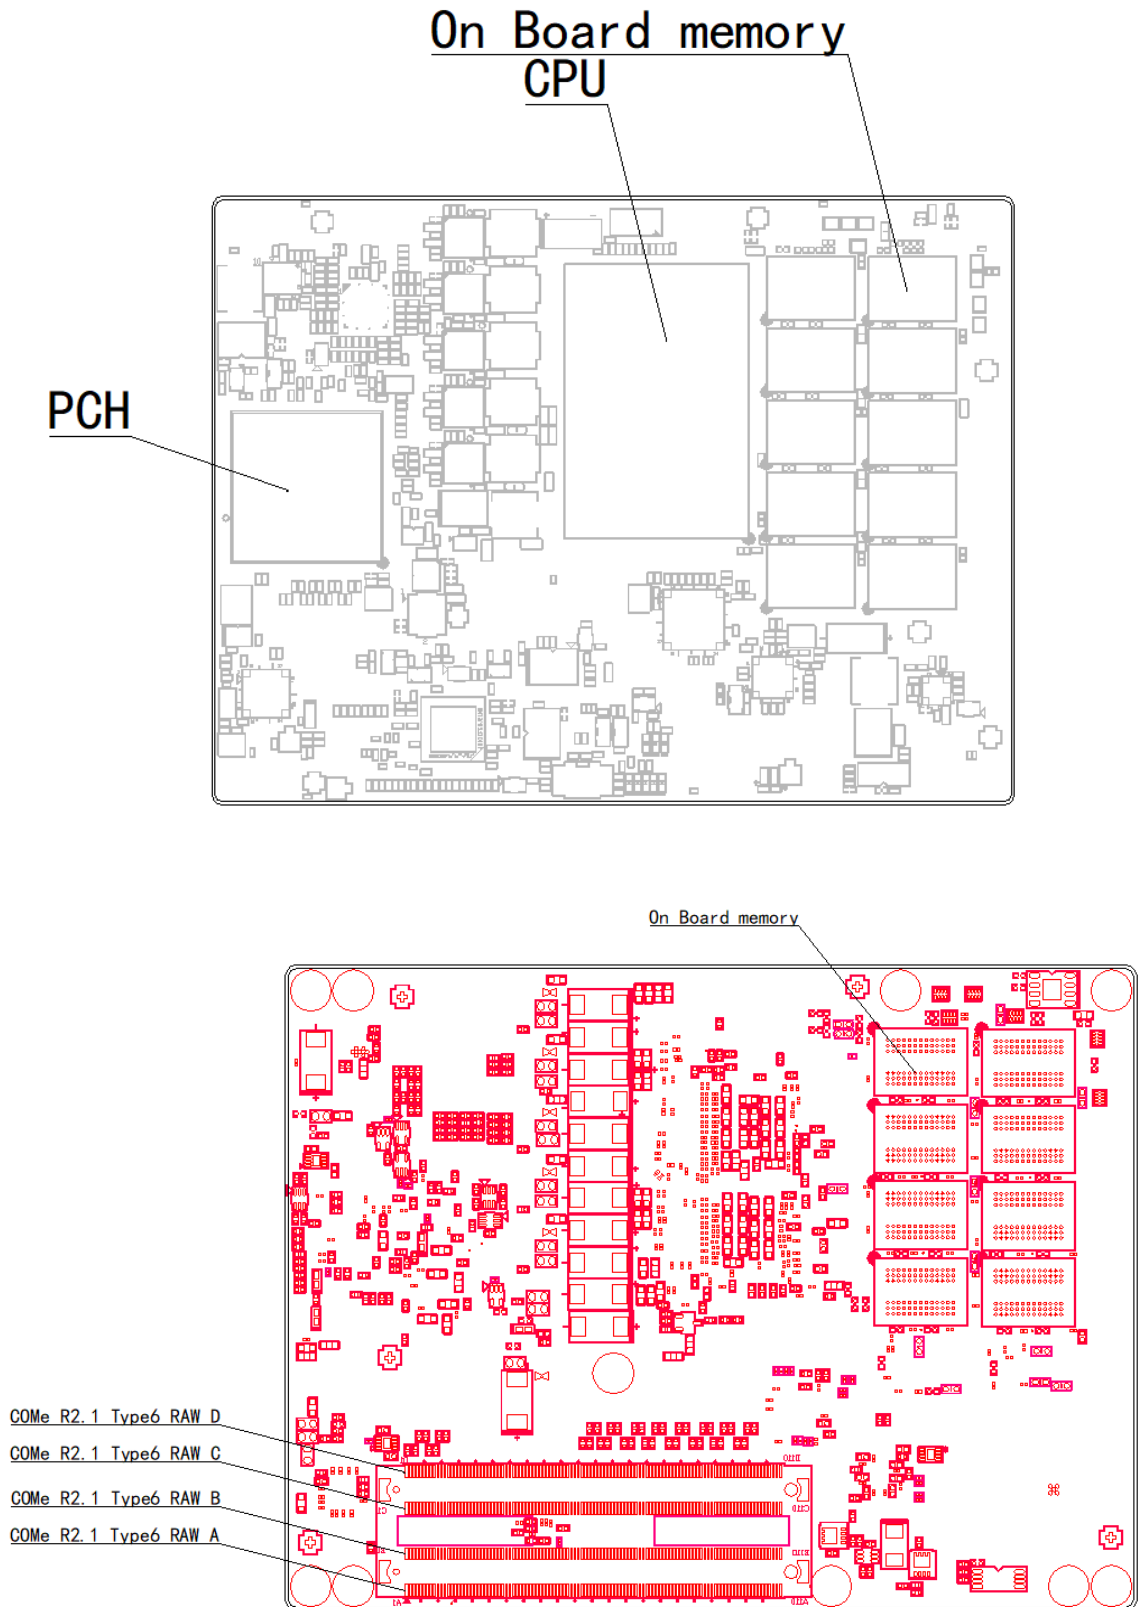 On Board memory
CPU
PCH
On Board memory
COMe R2.1 Type6 RAW D
COMe R2.1 Type6 RAW C
COMe R2.1 Type6 RAW B
COMe R2.1 Type6 RAW A